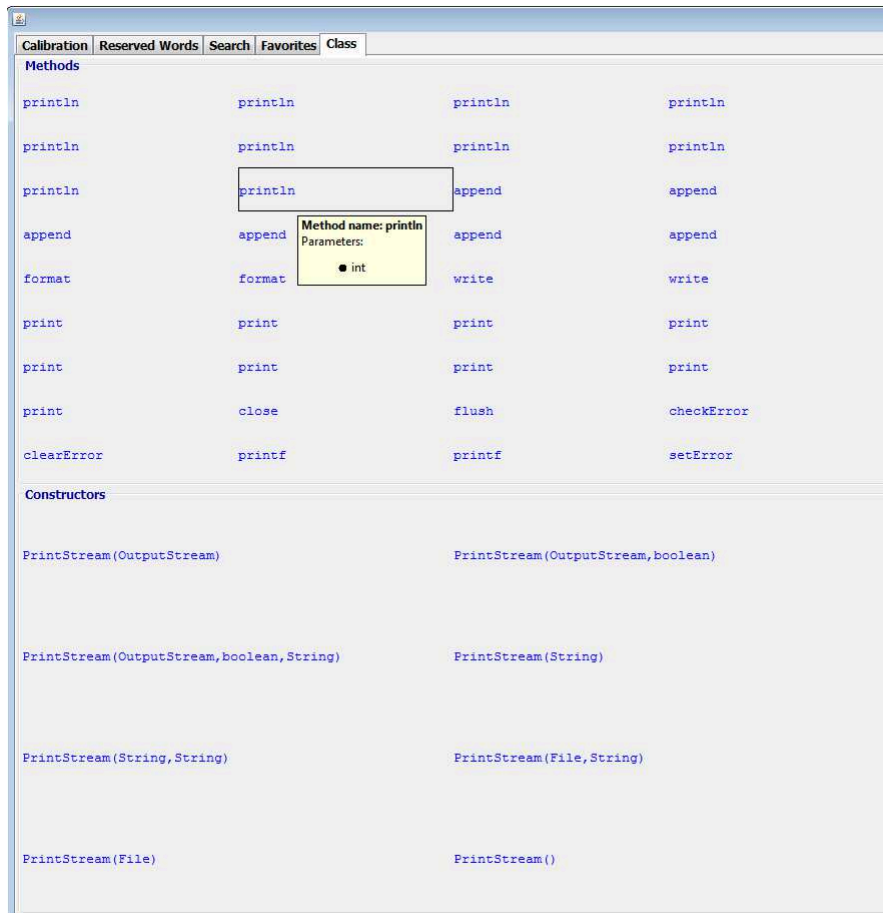 Calibration Reserved Words Search Favorites Class
Methods
println println println println
println println println println
println println append append
append append append append
Method name: println
Parameters:
● int
format format write write
print print print print
print print print print
print close flush checkError
clearError printf printf setError
Constructors
PrintStream(OutputStream) PrintStream(OutputStream,boolean)
PrintStream(OutputStream,boolean,String) PrintStream(String)
PrintStream(String,String) PrintStream(File,String)
PrintStream(File) PrintStream()